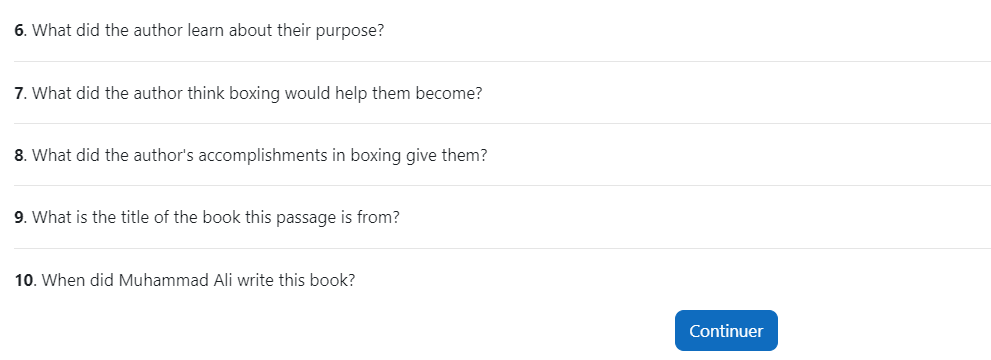 6. What did the author learn about their purpose?
7. What did the author think boxing would help them become?
8. What did the author's accomplishments in boxing give them?
9. What is the title of the book this passage is from?
10. When did Muhammad Ali write this book?
Continuer